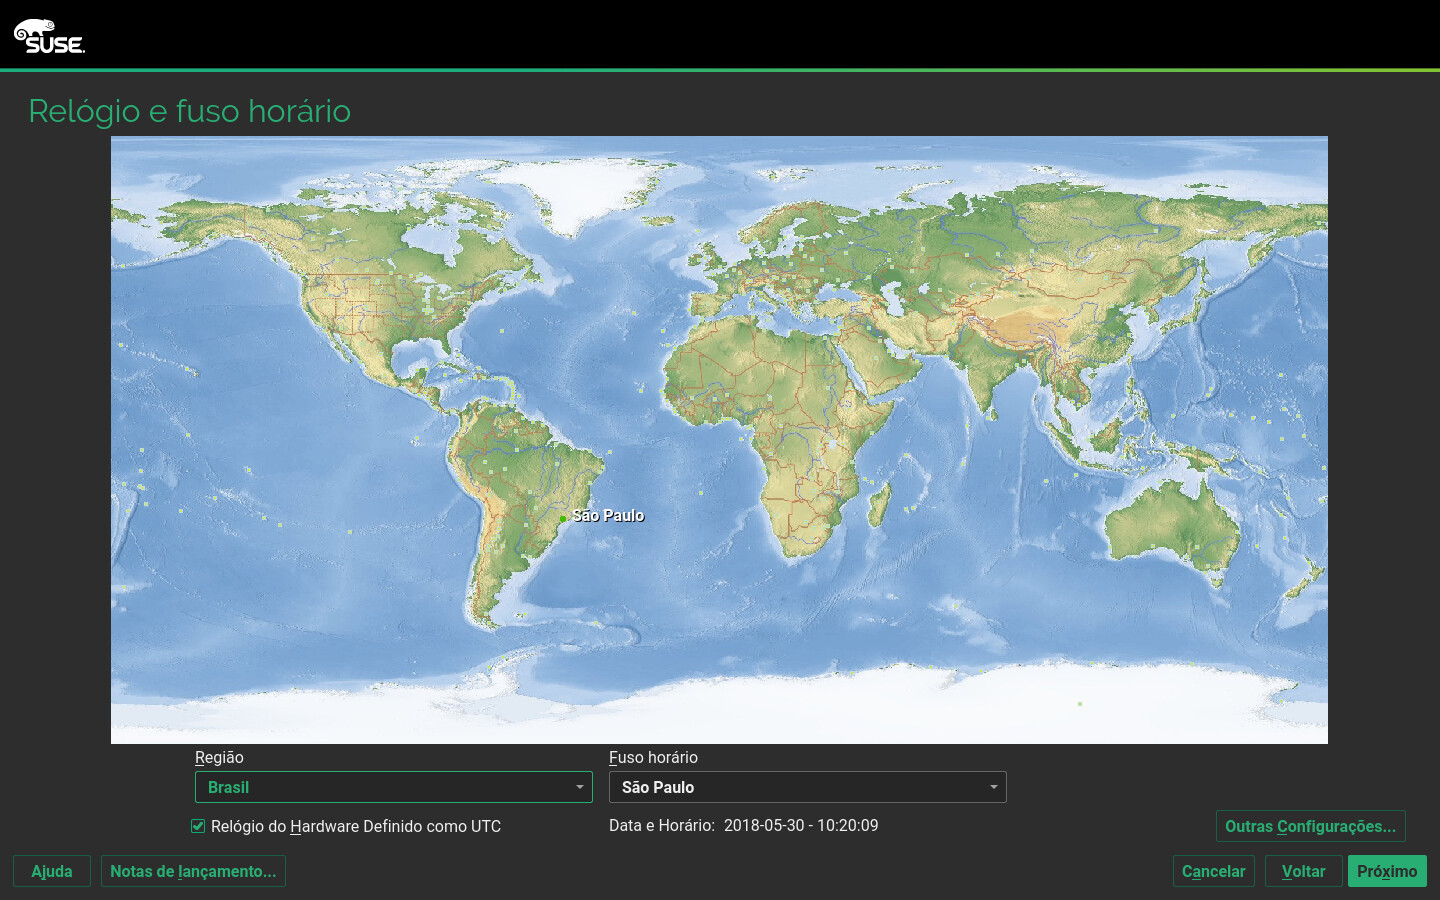 SUSE
Relógio e fuso horário
São Paulo
Região
Fuso horário
Brasil
São Paulo
Relógio do Hardware Definido como UTC
Data e Horário: 2018-05-30 - 10:20:09
Outras Configurações...
Ajuda
Notas de lançamento...
Cancelar
Voltar
Próximo